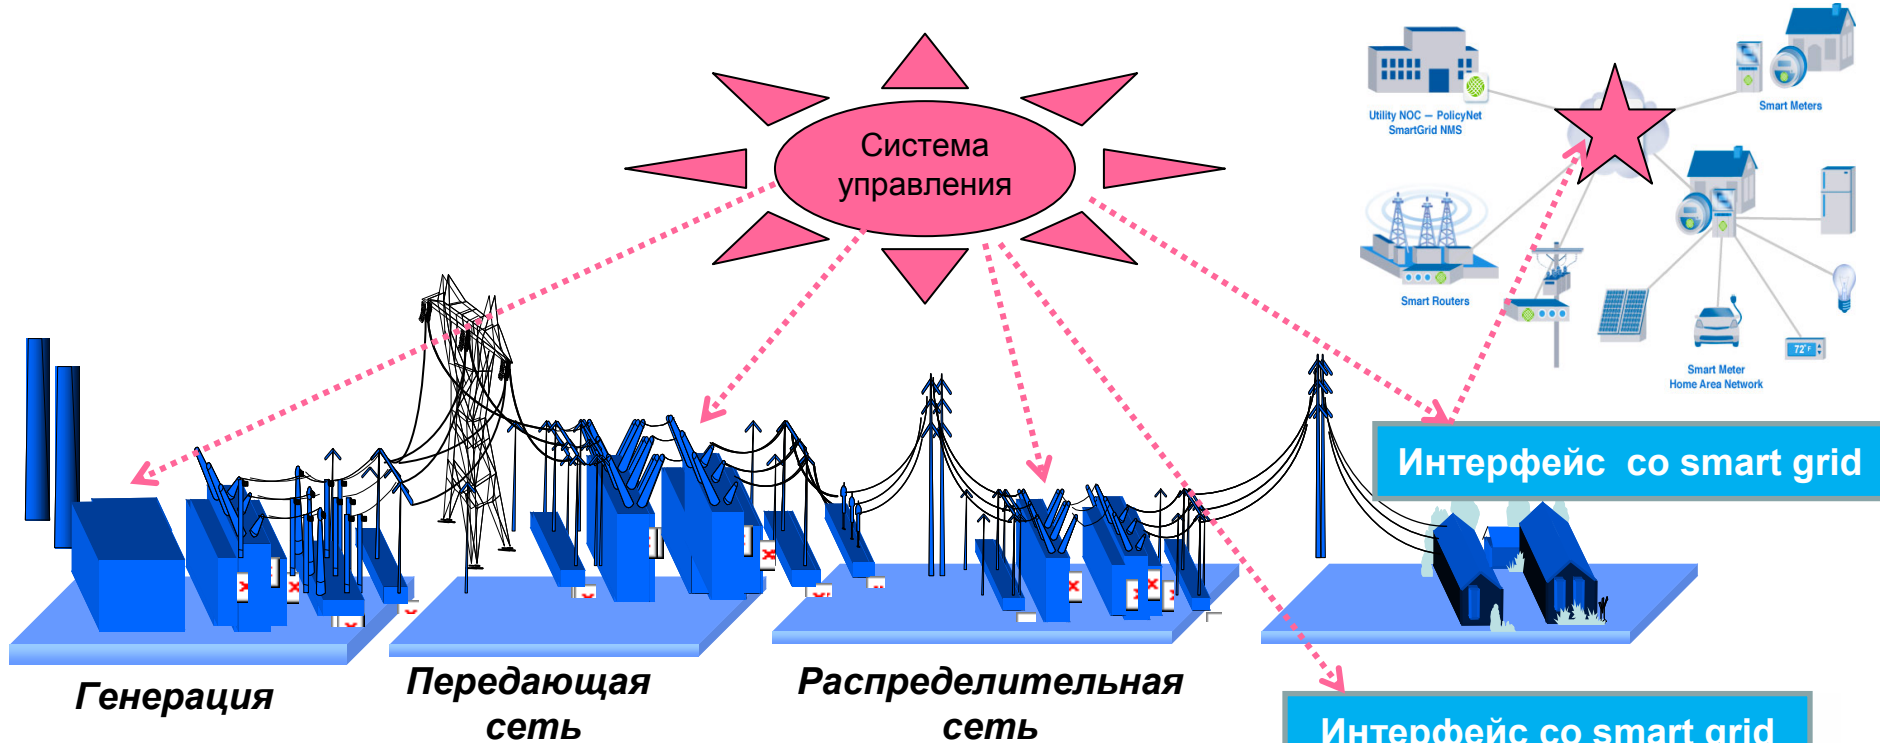 Система
управления
Utility NOC — PolicyNet
SmartGrid NMS
Smart Meters
Smart Routers
72°F
Smart Meter
Home Area Network
Интерфейс со smart grid
Генерация
Передающая
сеть
Распределительная
сеть
Интерфейс со smart grid